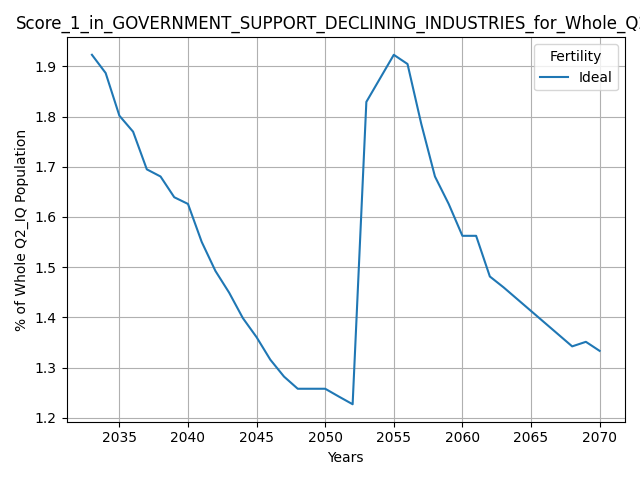 Score_1_in_GOVERNMENT_SUPPORT_DECLINING_INDUSTRIES_for_Whole_Q
Fertility
Ideal
% of Whole Q2_IQ Population
1.9
1.8
1.7
1.6
1.5
1.4
1.3
1.2
2035 2040 2045 2050 2055 2060 2065 2070
Years